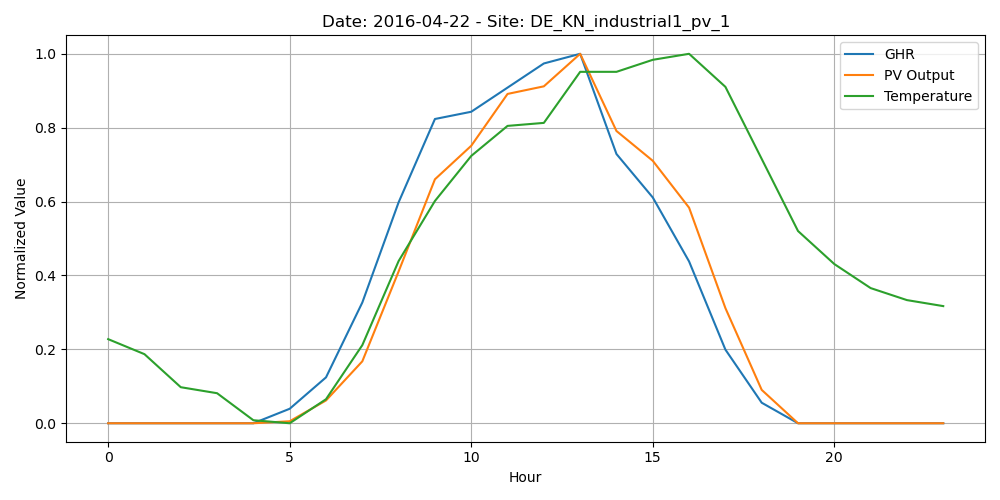 Date: 2016-04-22 - Site: DE_KN_industrial1_pv_1
GHR
PV Output
Temperature
Normalized Value
1.0
0.8
0.6
0.4
0.2
0.0
0
5
10
15
20
Hour